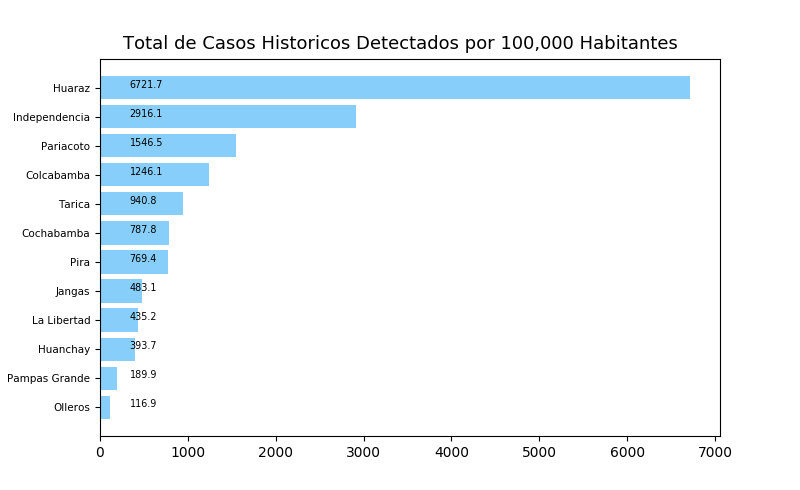 Total de Casos Historicos Detectados por 100,000 Habitantes
Huaraz 6721.7
Independencia 2916.1
Pariacoto 1546.5
Colcabamba 1246.1
Tarica 940.8
Cochabamba 787.8
Pira 769.4
Jangas 483.1
La Libertad 435.2
Huanchay 393.7
Pampas Grande 189.9
Olleros 116.9
0 1000 2000 3000 4000 5000 6000 7000